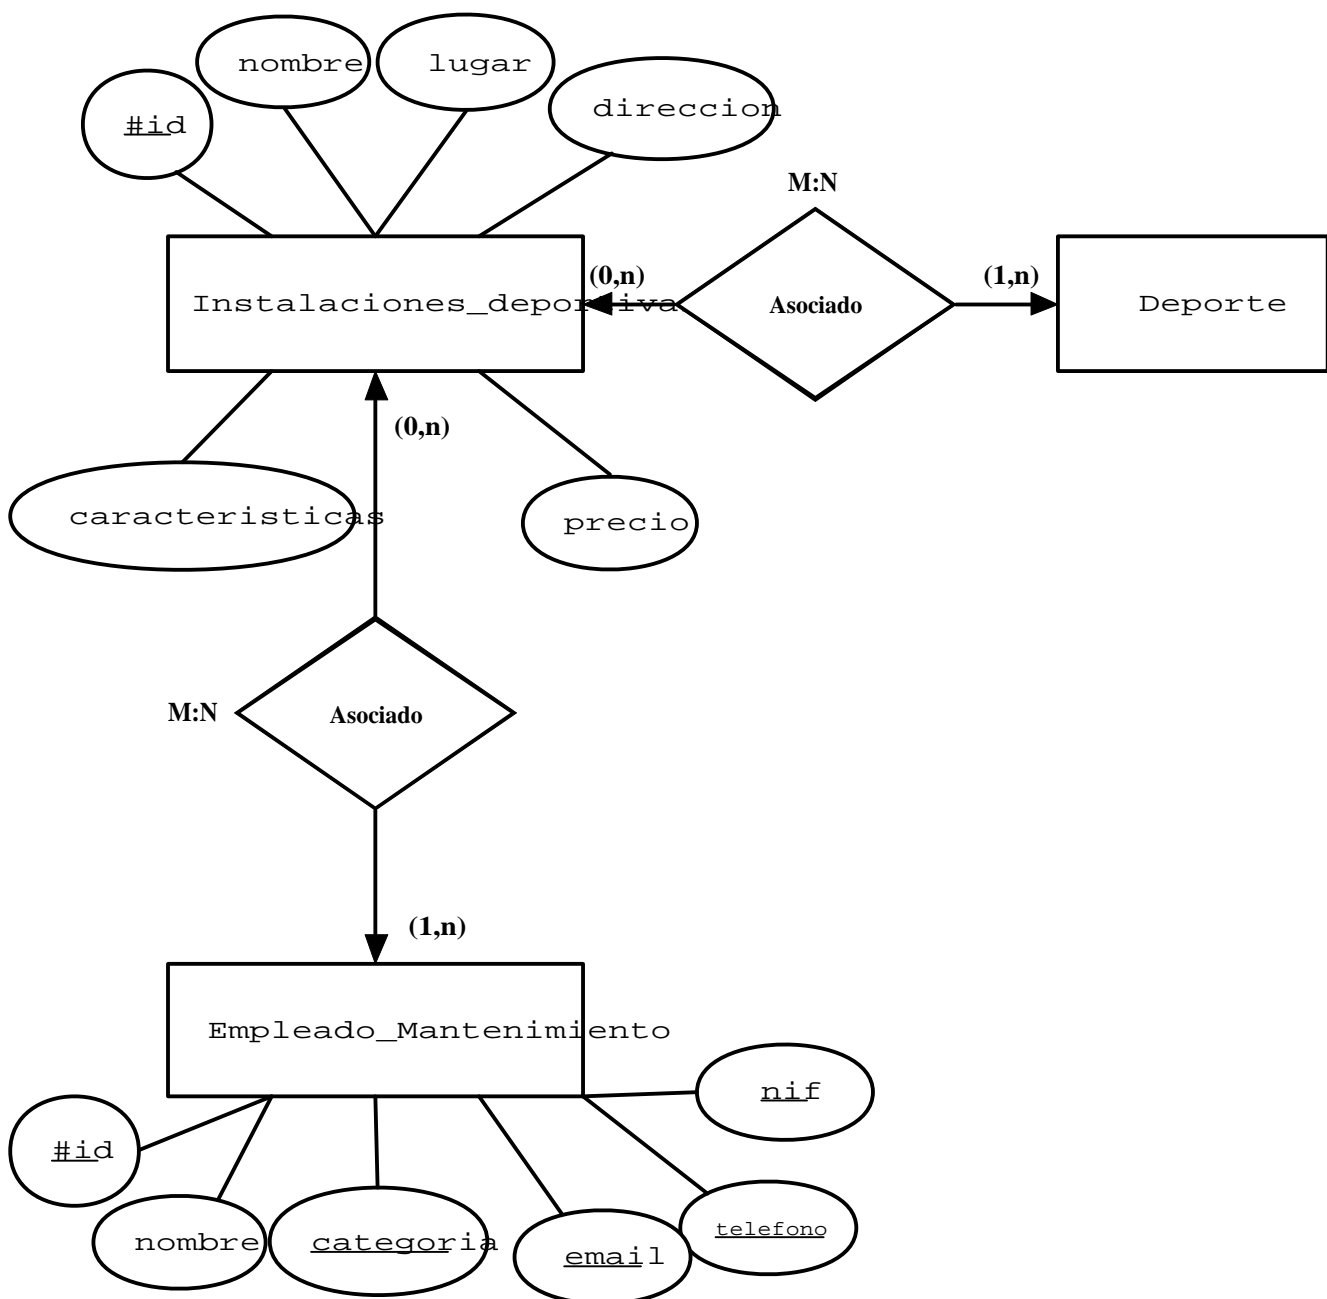 nombre
lugar
#id
direccion
M:N
(0,n)
(1,n)
Instalaciones_deportiva
Asociado
Deporte
(0,n)
caracteristicas
precio
M:N
Asociado
(1,n)
Empleado_Mantenimiento
nif
#id
nombre
categoria
email
telefono